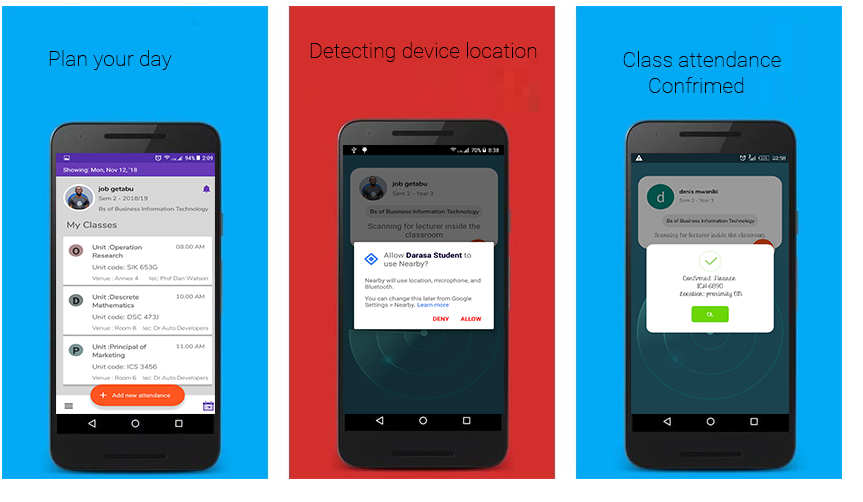 Plan your day
94% 2:09
Showing: Mon, Nov 12, '18
job getabu
Sem 2 - 2018/19
Bs of Business Information Technology
My Classes
O
Unit :Operation
Research
08.00 AM
Unit code: SIK 653G
Venue : Annex 4 lec: Prof Dan Watson
D
Unit :Descrete
Mathematics
10.00 AM
Unit code: DSC 473J
Venue : Room 8 lec: Dr Auto Developers
P
Unit :Principal of
Marketing
11.00 AM
Unit code: ICS 3456
Venue : Room 6 lec: Dr Auto Developers
+ Add new attendance
Detecting device location
70% 8:38
job getabu
Sem 2 - Year 3
Bs of Business Information Technology
Scanning for lecturer inside the
classroom
Allow Darasa Student to
use Nearby?
Nearby will use location, microphone, and
Bluetooth.
You can change this later from Google
Settings > Nearby. Learn more
DENY ALLOW
Class attendance
Confrimed
22:58
d
denis mwaniki
Sem 2 - Year 3
Bs of Business Information Technology
Scanning for lecturer inside the classroom
Confirmed :Finance
ICH 6890
Location: proximity OK
Ok